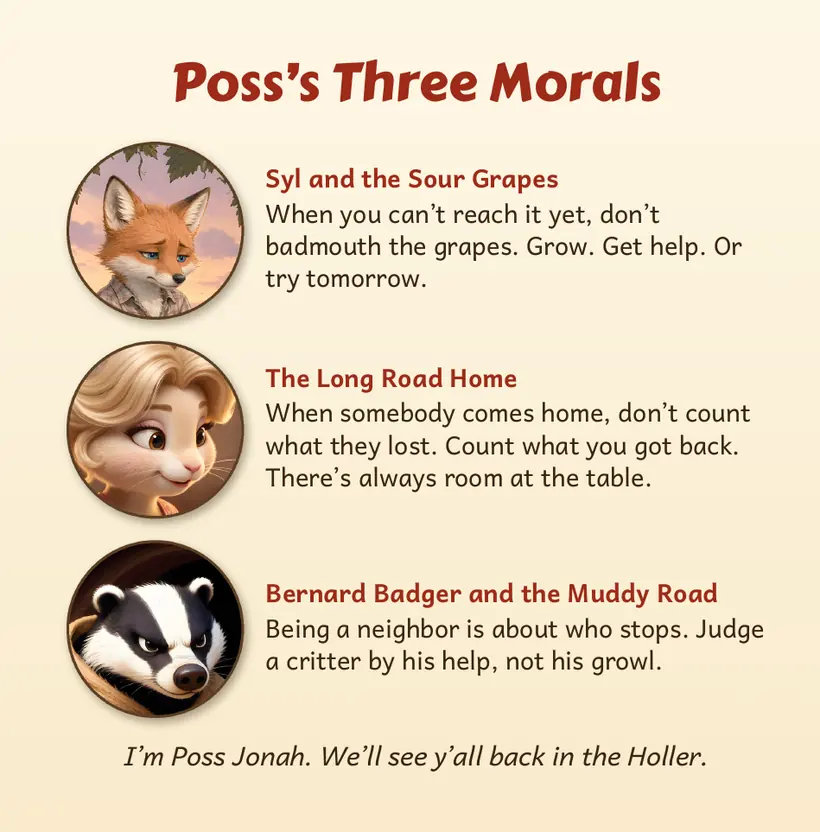 Poss’s Three Morals
Syl and the Sour Grapes
When you can’t reach it yet, don’t
badmouth the grapes. Grow. Get help. Or
try tomorrow.
The Long Road Home
When somebody comes home, don’t count
what they lost. Count what you got back.
There’s always room at the table.
Bernard Badger and the Muddy Road
Being a neighbor is about who stops. Judge
a critter by his help, not his growl.
I’m Poss Jonah. We’ll see y’all back in the Holler.